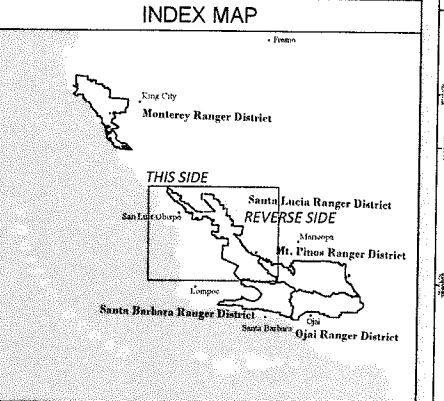 INDEX MAP
Fresno
King City
Monterey Ranger District
THIS SIDE
Santa Lucia Ranger District
San Luis Obispo
REVERSE SIDE
Maricopa
Mt. Pinos Ranger District
Lompoc
Santa Barbara Ranger District
Ojai
Santa Barbara
Ojai Ranger District